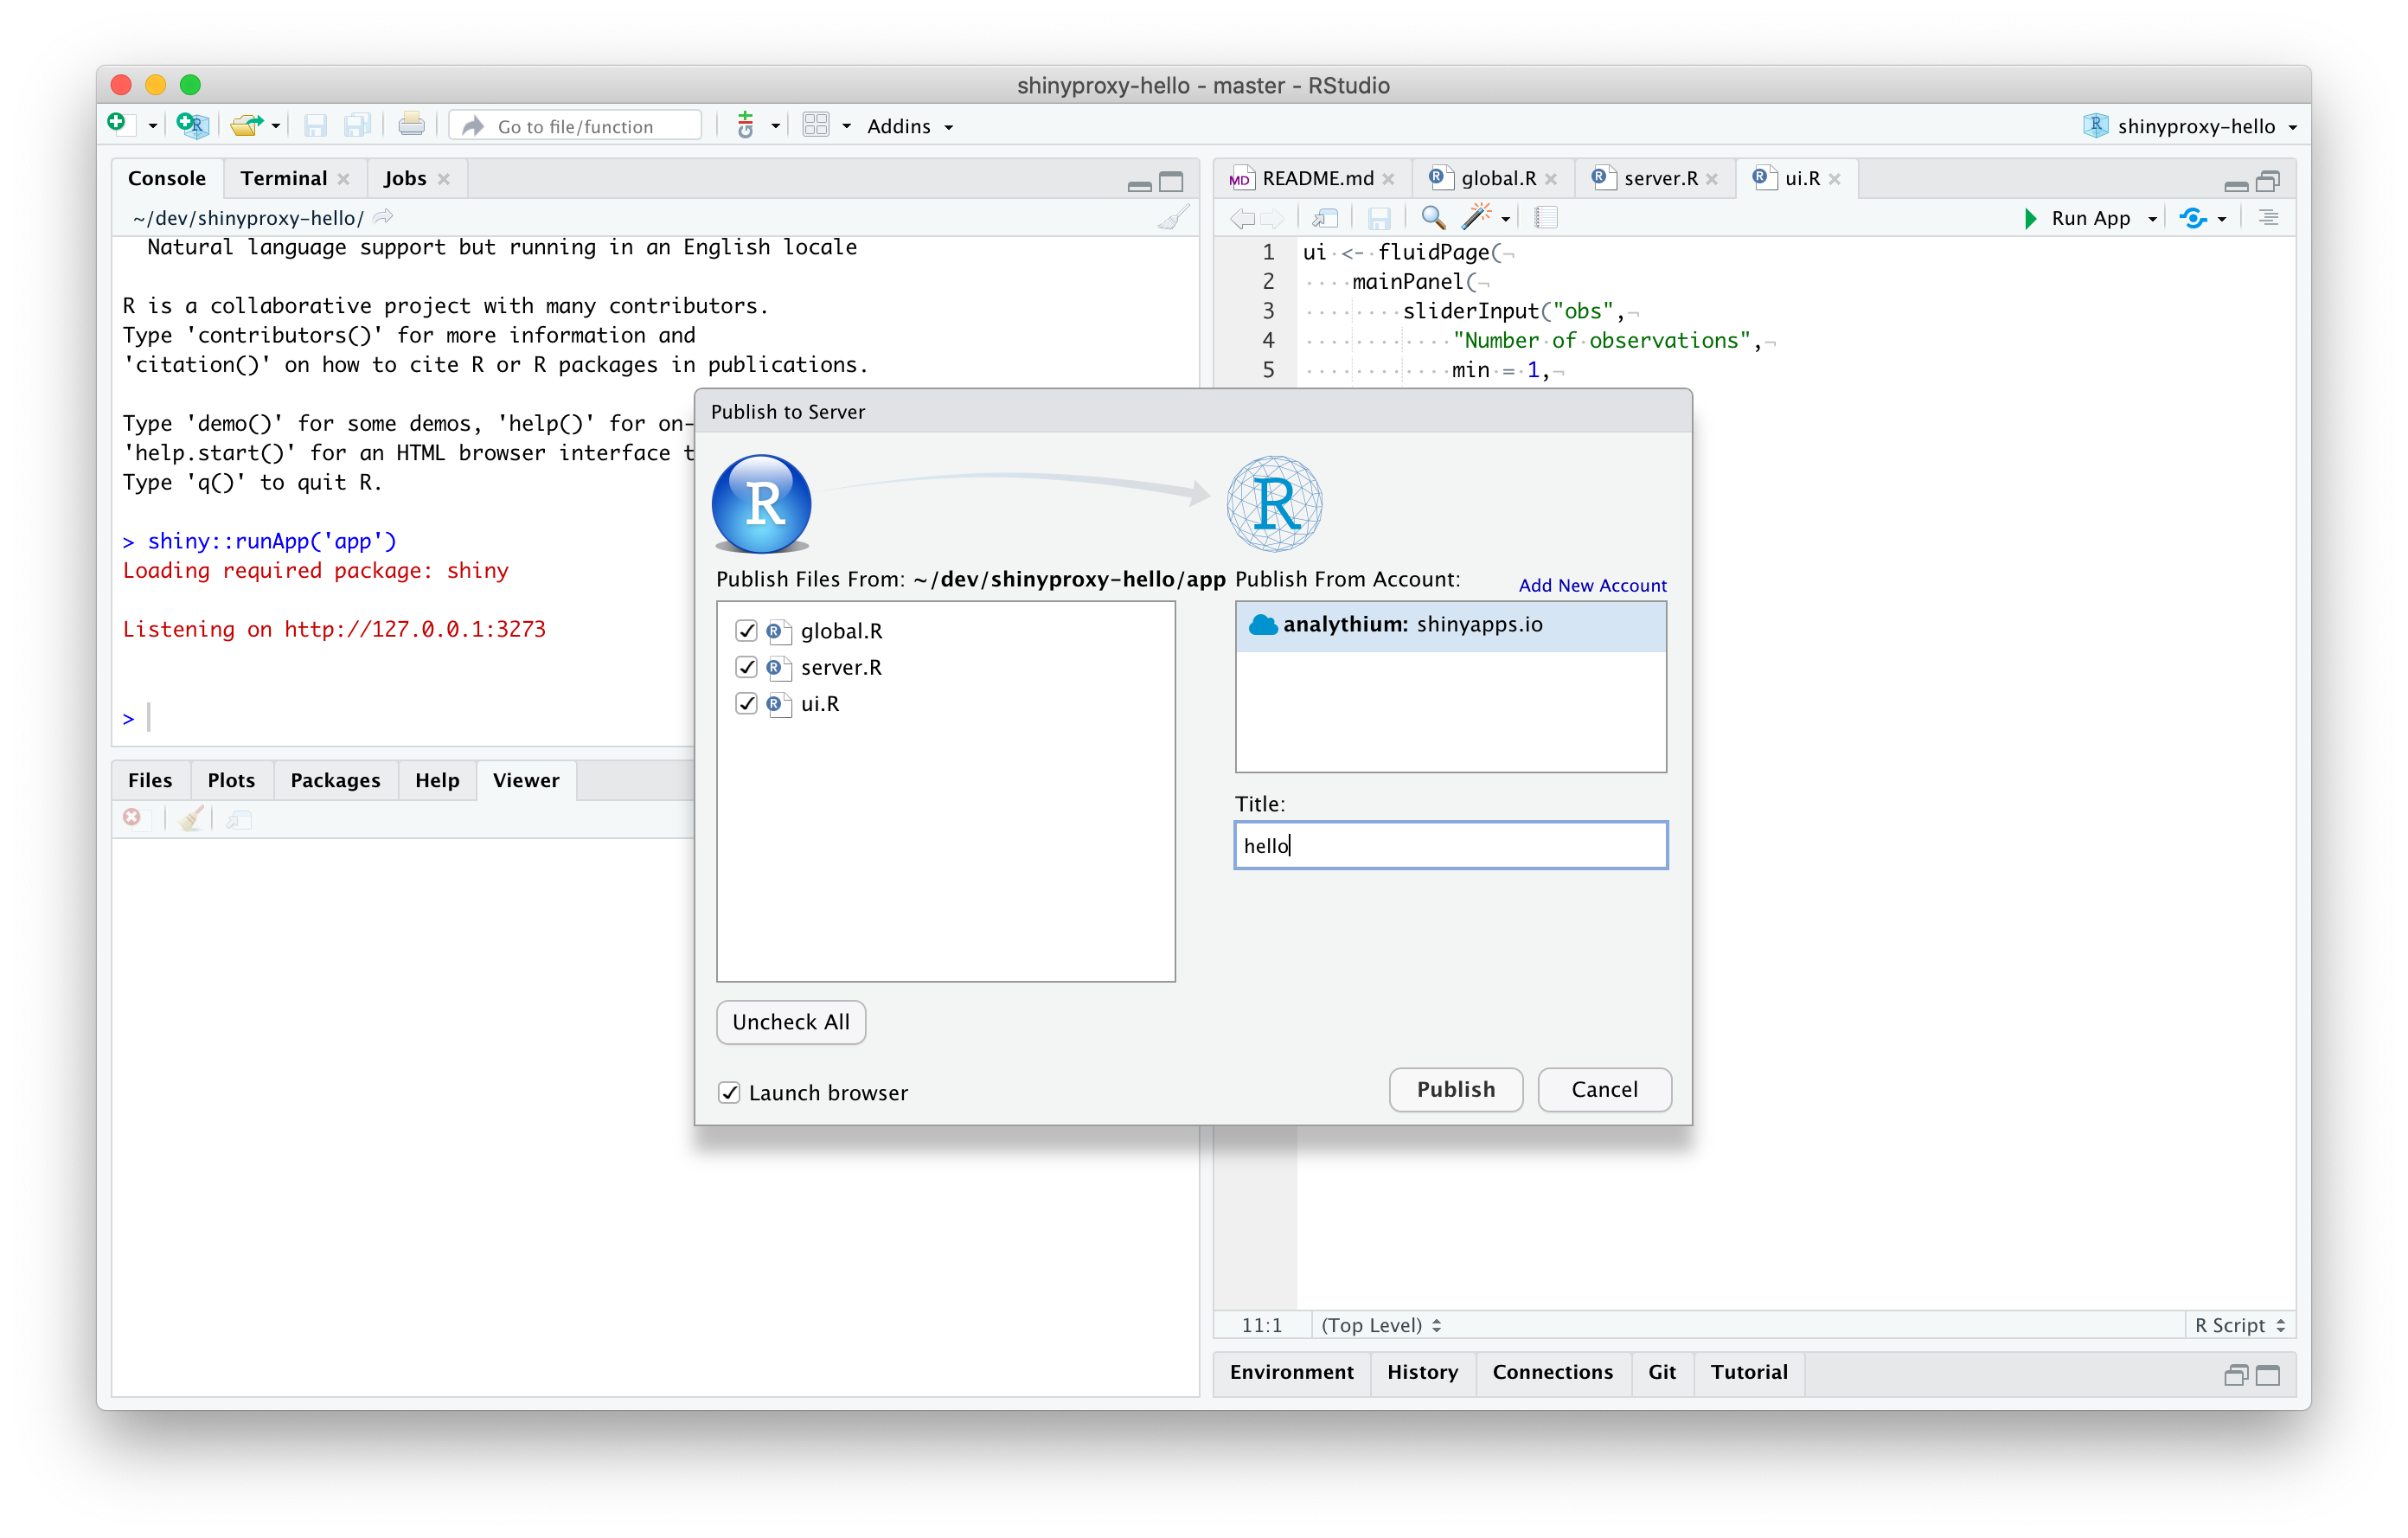 shinyproxy-hello - master - RStudio
Go to file/function
Addins
shinyproxy-hello
Console
Terminal
Jobs
~/dev/shinyproxy-hello/
Natural language support but running in an English locale
R is a collaborative project with many contributors.
Type 'contributors()' for more information and
'citation()' on how to cite R or R packages in publications.
Type 'demo()' for some demos, 'help()' for on-
'help.start()' for an HTML browser interface t
Type 'q()' to quit R.
> shiny::runApp('app')
Loading required package: shiny
Listening on http://127.0.0.1:3273
>
Files
Plots
Packages
Help
Viewer
MD README.md
global.R
server.R
ui.R
Run App
1 ui <- fluidPage(
2 mainPanel(
3 sliderInput("obs",
4 "Number of observations",
5 min = 1,
Publish to Server
R
R
Publish Files From: ~/dev/shinyproxy-hello/app
global.R
server.R
ui.R
Uncheck All
Launch browser
Publish From Account:
Add New Account
analythium: shinyapps.io
Title:
hello
Publish
Cancel
11:1
(Top Level)
R Script
Environment
History
Connections
Git
Tutorial